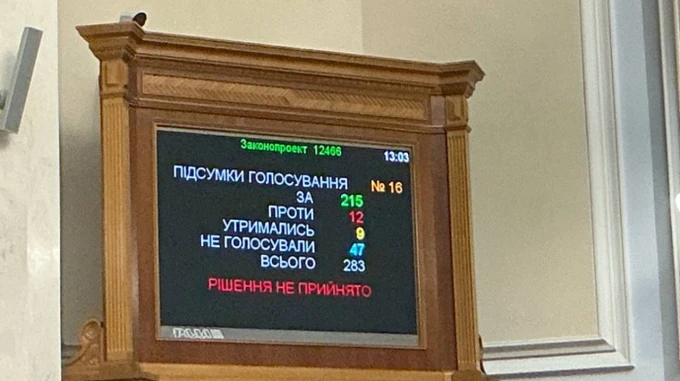 Законопроект 12466
13:03
ПІДСУМКИ ГОЛОСУВАННЯ № 16
ЗА 215
ПРОТИ 12
УТРИМАЛИСЬ 9
НЕ ГОЛОСУВАЛИ 47
ВСЬОГО 283
РІШЕННЯ НЕ ПРИЙНЯТО